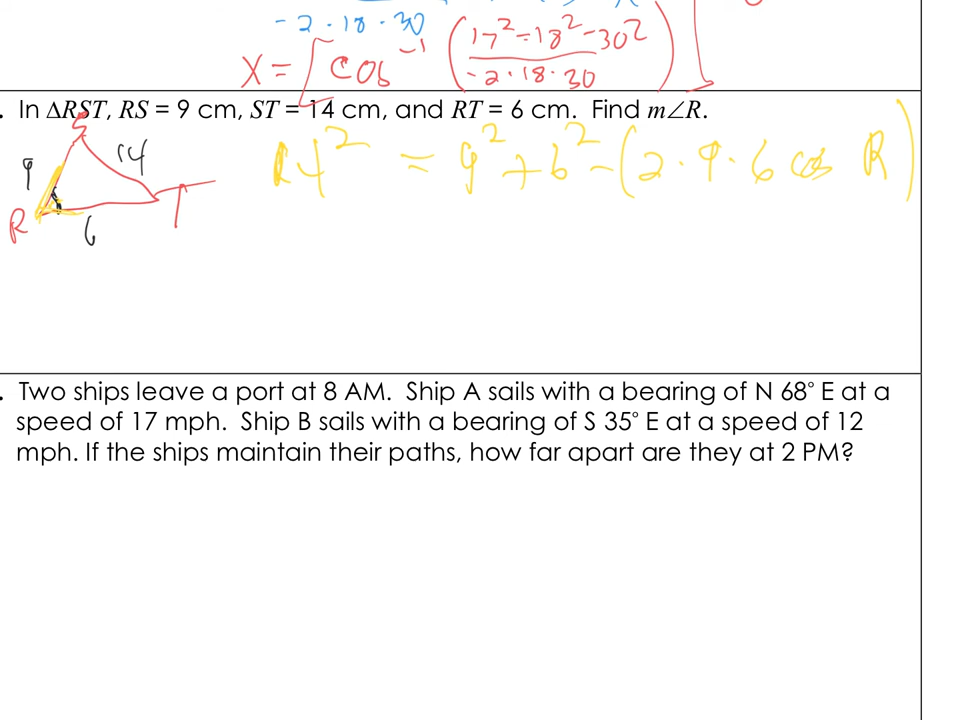 -2·18·30
X = cos⁻¹ (17²-18²-30² / -2·18·30)
. In ΔRST, RS = 9 cm, ST = 14 cm, and RT = 6 cm. Find m∠R.
S
9
14
R
6
T
14² = 9² + 6² - (2·9·6 cos R)
. Two ships leave a port at 8 AM. Ship A sails with a bearing of N 68° E at a
speed of 17 mph. Ship B sails with a bearing of S 35° E at a speed of 12
mph. If the ships maintain their paths, how far apart are they at 2 PM?